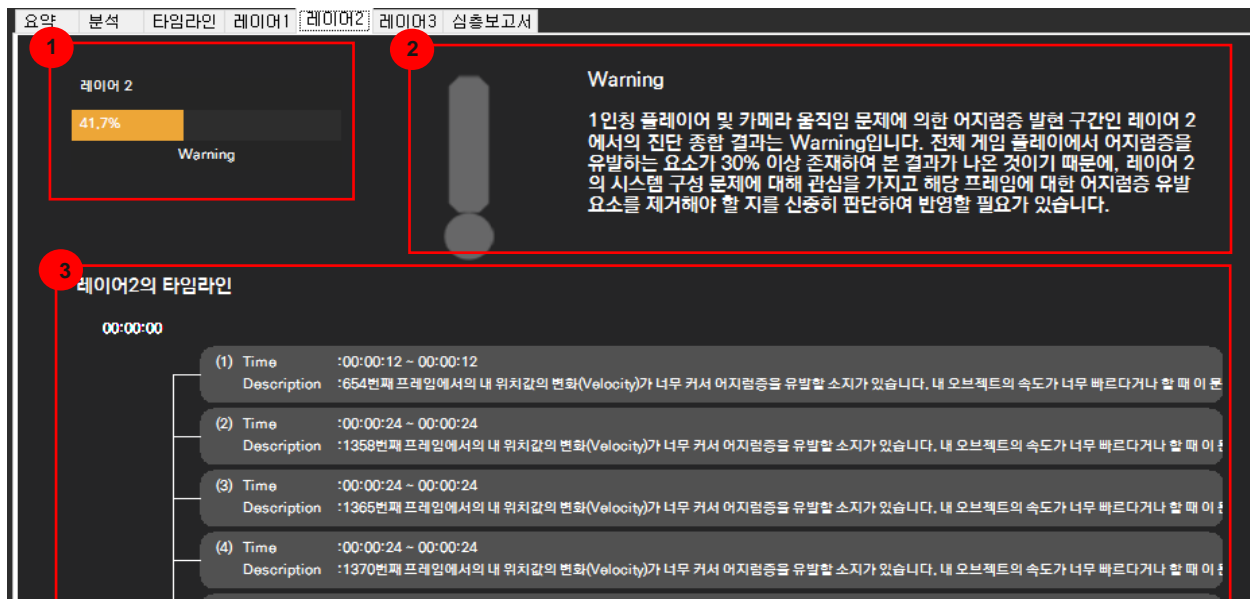 요약 분석 타임라인 레이어1 레이어2 레이어3 심층보고서
1
레이어 2
41.7%
Warning
2
Warning
1인칭 플레이어 및 카메라 움직임 문제에 의한 어지럼증 발현 구간인 레이어 2
에서의 진단 종합 결과는 Warning입니다. 전체 게임 플레이에서 어지럼증을
유발하는 요소가 30% 이상 존재하여 본 결과가 나온 것이기 때문에, 레이어 2
의 시스템 구성 문제에 대해 관심을 가지고 해당 프레임에 대한 어지럼증 유발
요소를 제거해야 할 지를 신중히 판단하여 반영할 필요가 있습니다.
3
레이어2의 타임라인
00:00:00
(1) Time :00:00:12 ~ 00:00:12
Description :654번째 프레임에서의 내 위치값의 변화(Velocity)가 너무 커서 어지럼증을 유발할 소지가 있습니다. 내 오브젝트의 속도가 너무 빠르다거나 할 때 이 문
(2) Time :00:00:24 ~ 00:00:24
Description :1358번째 프레임에서의 내 위치값의 변화(Velocity)가 너무 커서 어지럼증을 유발할 소지가 있습니다. 내 오브젝트의 속도가 너무 빠르다거나 할 때 이
(3) Time :00:00:24 ~ 00:00:24
Description :1365번째 프레임에서의 내 위치값의 변화(Velocity)가 너무 커서 어지럼증을 유발할 소지가 있습니다. 내 오브젝트의 속도가 너무 빠르다거나 할 때 이
(4) Time :00:00:24 ~ 00:00:24
Description :1370번째 프레임에서의 내 위치값의 변화(Velocity)가 너무 커서 어지럼증을 유발할 소지가 있습니다. 내 오브젝트의 속도가 너무 빠르다거나 할 때 이